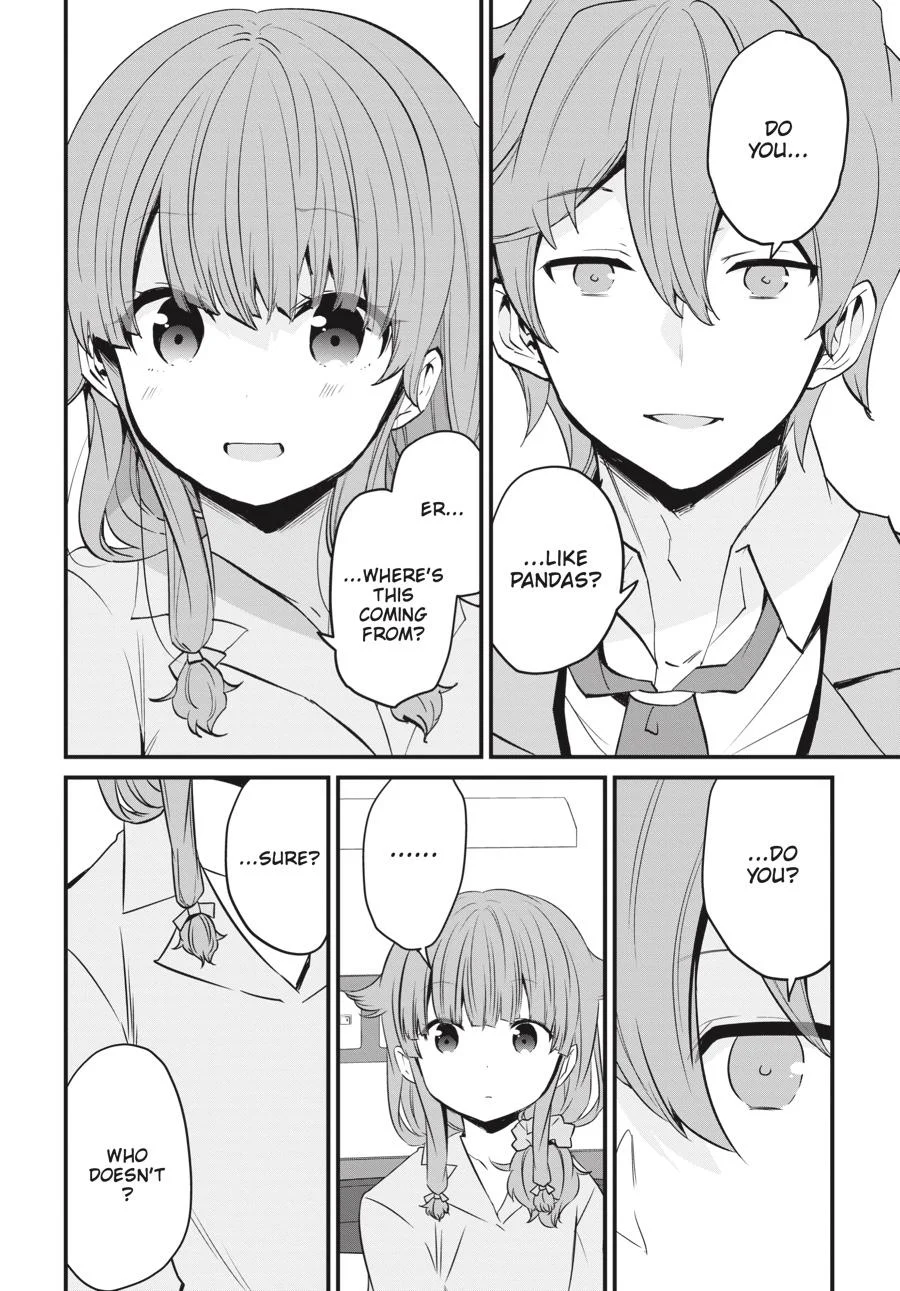 DO
YOU...
...LIKE
PANDAS?
ER...
...WHERE'S
THIS
COMING
FROM?
...DO
YOU?
......
...SURE?
WHO
DOESN'T
?